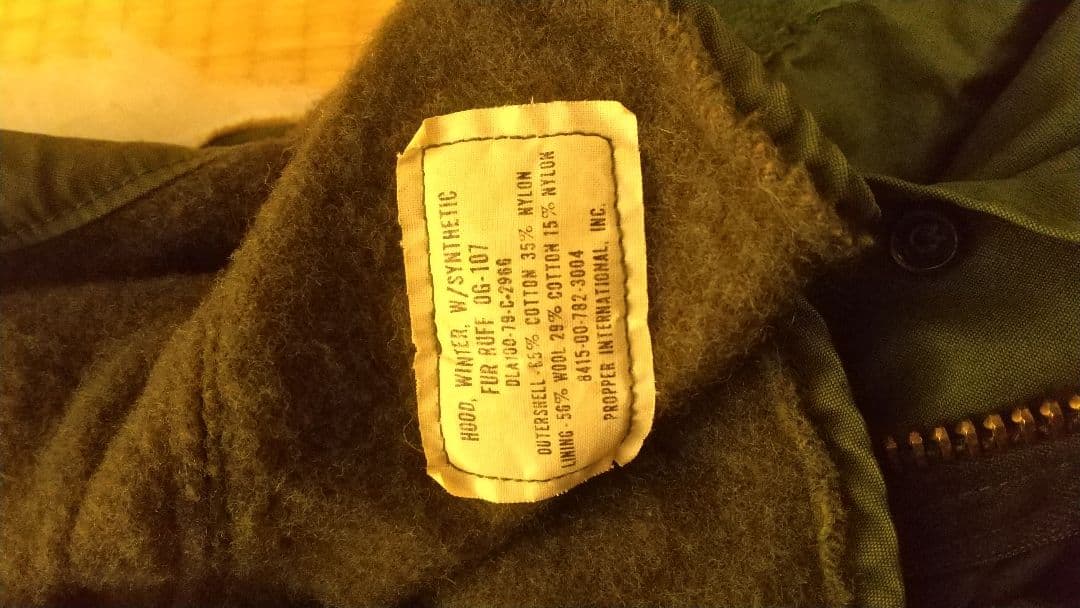 HOOD, WINTER, W/SYNTHETIC
FUR RUFF OG-107
DLA100-79-C-2966
OUTERSHELL-65% COTTON 35% NYLON
LINING-56% WOOL 29% COTTON 15% NYLON
8415-00-782-3004
PROPPER INTERNATIONAL, INC.